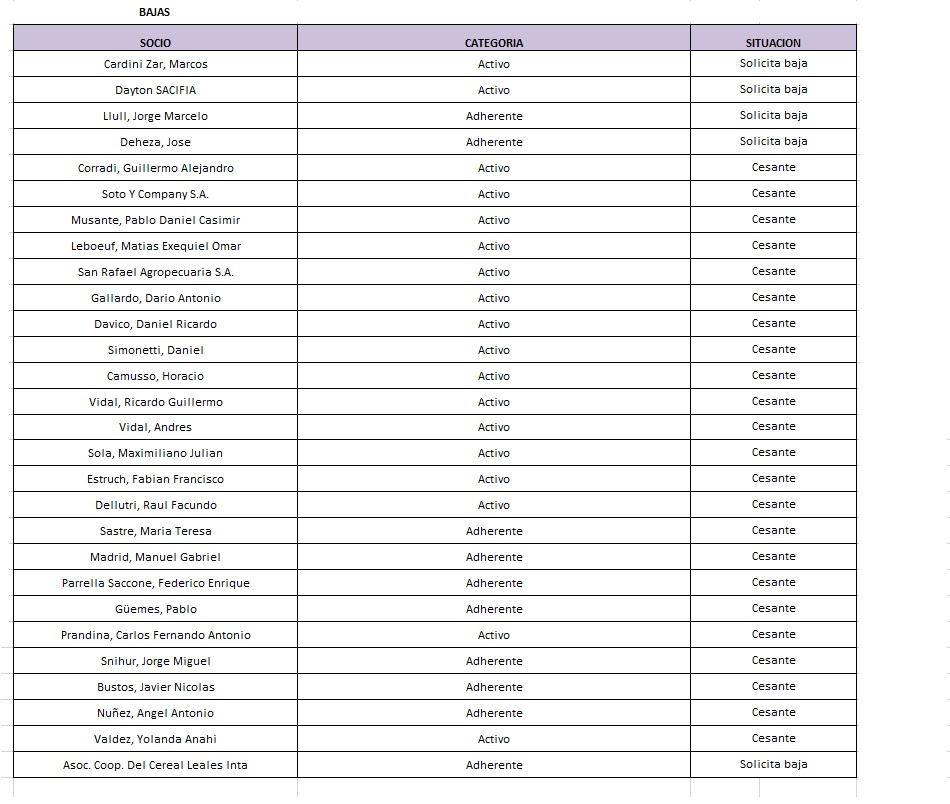 BAJAS
SOCIO CATEGORIA SITUACION
Cardini Zar, Marcos Activo Solicita baja
Dayton SACIFIA Activo Solicita baja
Llull, Jorge Marcelo Adherente Solicita baja
Deheza, Jose Adherente Solicita baja
Corradi, Guillermo Alejandro Activo Cesante
Soto Y Company S.A. Activo Cesante
Musante, Pablo Daniel Casimir Activo Cesante
Leboeuf, Matias Exequiel Omar Activo Cesante
San Rafael Agropecuaria S.A. Activo Cesante
Gallardo, Dario Antonio Activo Cesante
Davico, Daniel Ricardo Activo Cesante
Simonetti, Daniel Activo Cesante
Camusso, Horacio Activo Cesante
Vidal, Ricardo Guillermo Activo Cesante
Vidal, Andres Activo Cesante
Sola, Maximiliano Julian Activo Cesante
Estruch, Fabian Francisco Activo Cesante
Dellutri, Raul Facundo Activo Cesante
Sastre, Maria Teresa Adherente Cesante
Madrid, Manuel Gabriel Adherente Cesante
Parrella Saccone, Federico Enrique Adherente Cesante
Güemes, Pablo Adherente Cesante
Prandina, Carlos Fernando Antonio Activo Cesante
Snihur, Jorge Miguel Adherente Cesante
Bustos, Javier Nicolas Adherente Cesante
Nuñez, Angel Antonio Adherente Cesante
Valdez, Yolanda Anahi Activo Cesante
Asoc. Coop. Del Cereal Leales Inta Adherente Solicita baja